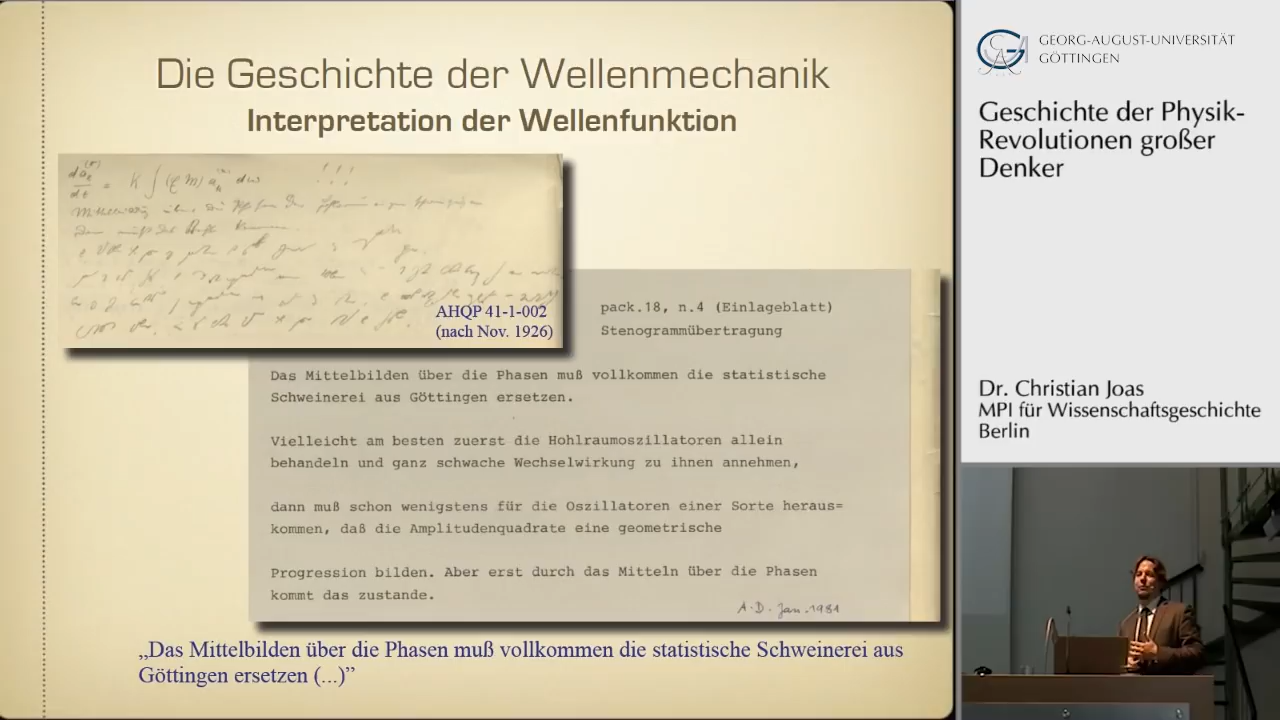 Die Geschichte der Wellenmechanik
Interpretation der Wellenfunktion
AHQP 41-1-002
(nach Nov. 1926)
pack.18, n.4 (Einlageblatt)
Stenogrammübertragung
Das Mittelbilden über die Phasen muß vollkommen die statistische
Schweinerei aus Göttingen ersetzen.
Vielleicht am besten zuerst die Hohlraumoszillatoren allein
behandeln und ganz schwache Wechselwirkung zu ihnen annehmen,
dann muß schon wenigstens für die Oszillatoren einer Sorte heraus=
kommen, daß die Amplitudenquadrate eine geometrische
Progression bilden. Aber erst durch das Mitteln über die Phasen
kommt das zustande.
A.D. Jan. 1981
„Das Mittelbilden über die Phasen muß vollkommen die statistische Schweinerei aus
Göttingen ersetzen (...)”
GEORG-AUGUST-UNIVERSITÄT
GÖTTINGEN
Geschichte der Physik-
Revolutionen großer
Denker
Dr. Christian Joas
MPI für Wissenschaftsgeschichte
Berlin